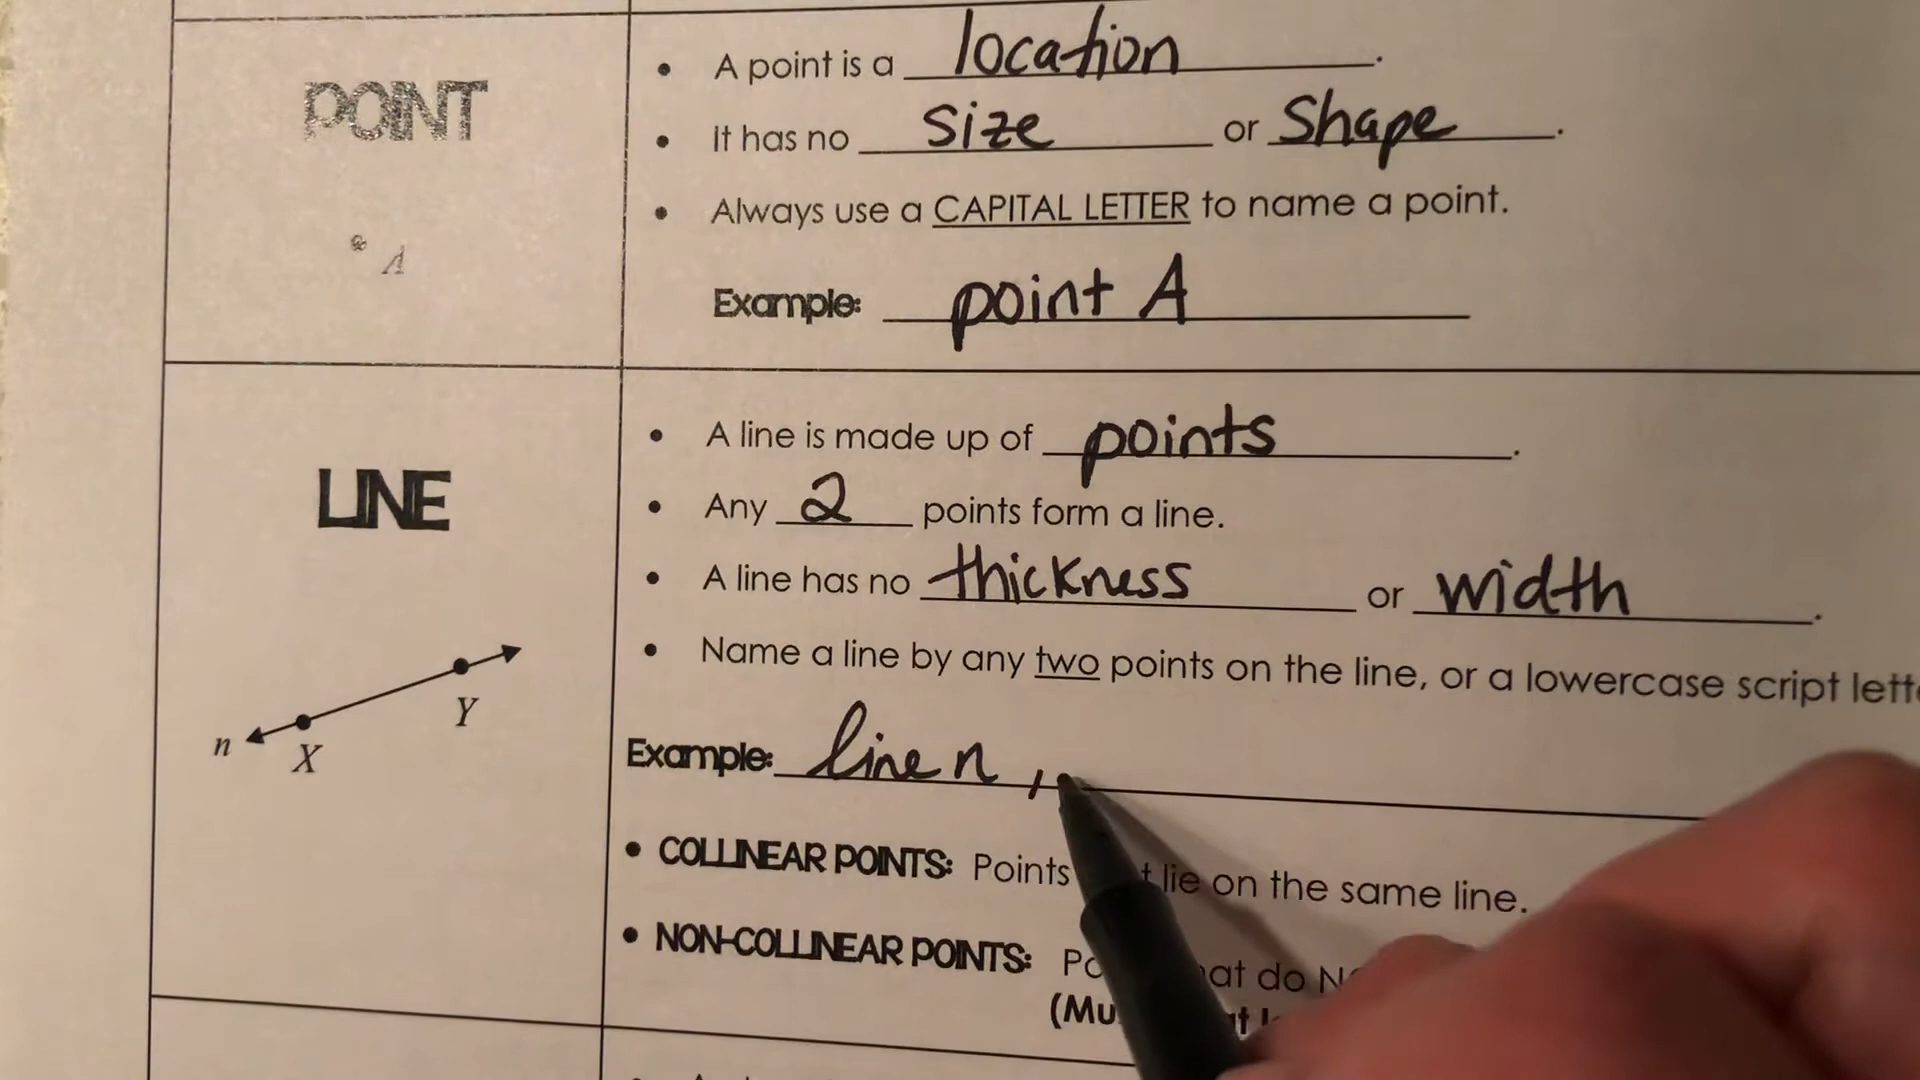 POINT
A
• A point is a location.
• It has no size or shape.
• Always use a CAPITAL LETTER to name a point.
Example: point A
LINE
n X Y
• A line is made up of points.
• Any 2 points form a line.
• A line has no thickness or width.
• Name a line by any two points on the line, or a lowercase script
Example: line n,
• COLLINEAR POINTS: Points lie on the same line.
• NON-COLLINEAR POINTS: do